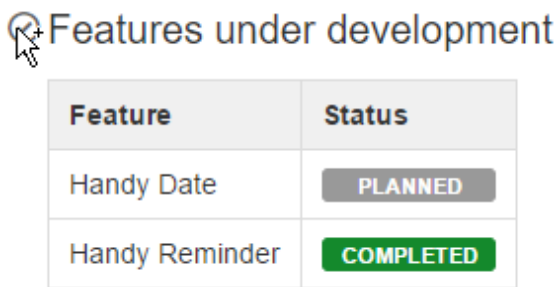 Features under development
Feature Status
Handy Date PLANNED
Handy Reminder COMPLETED